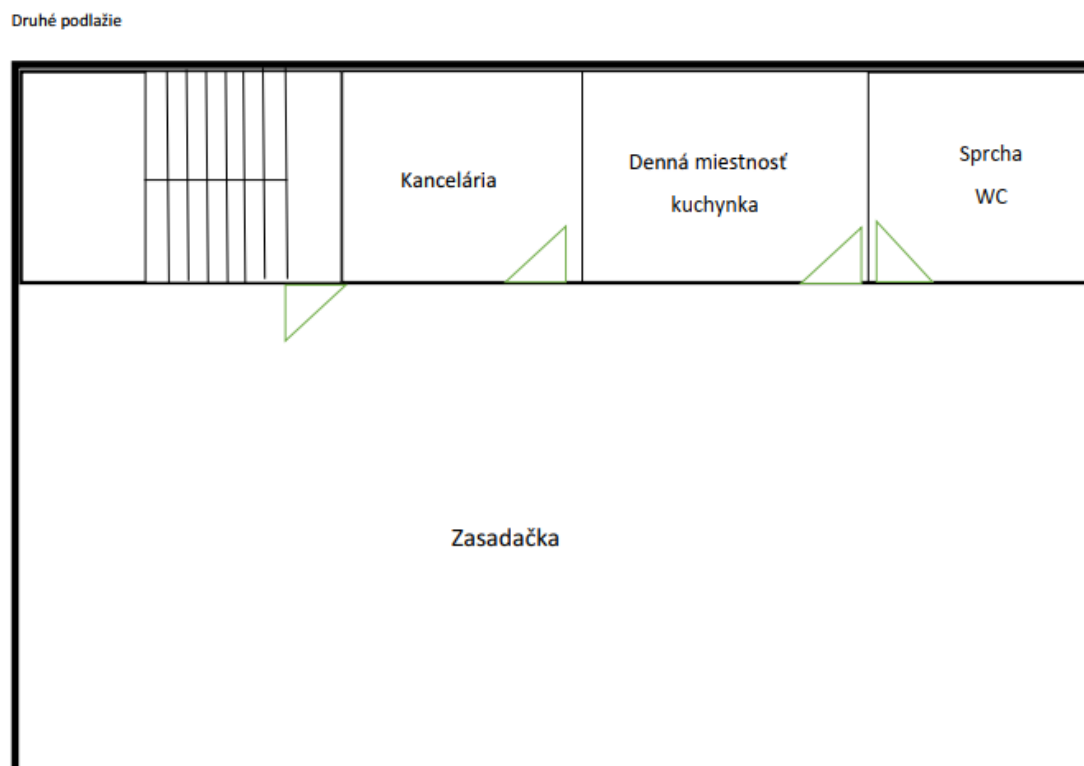 Druhé podlažie
Kancelária
Denná miestnosť
kuchynka
Sprcha
WC
Zasadačka